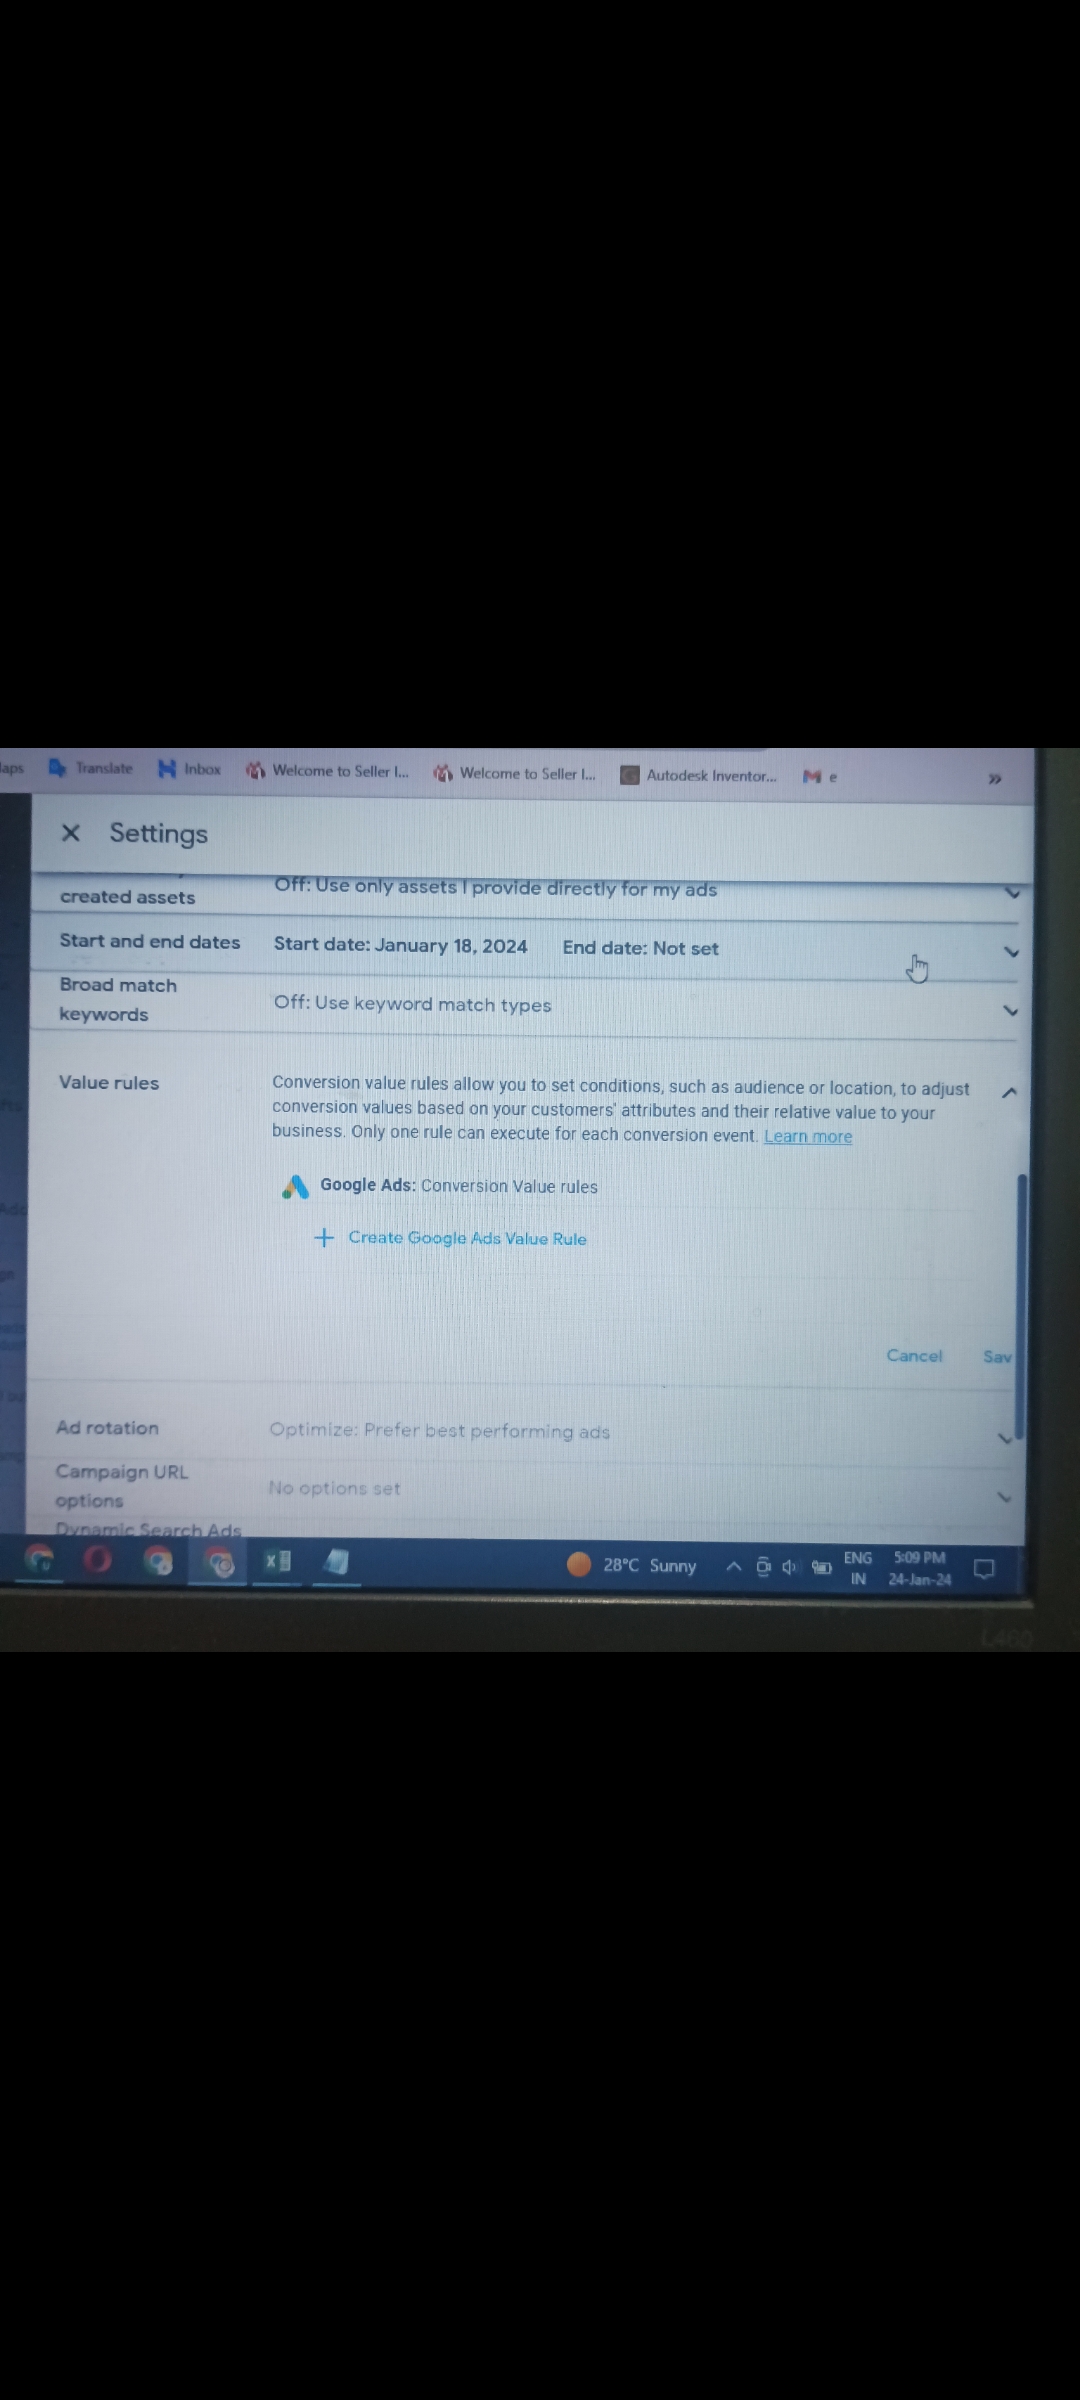 Translate Inbox Welcome to Seller I... Welcome to Seller I... Autodesk Inventor... e »
Settings
created assets Off: Use only assets I provide directly for my ads
Start and end dates Start date: January 18, 2024 End date: Not set
Broad match
keywords
Off: Use keyword match types
Value rules
Conversion value rules allow you to set conditions, such as audience or location, to adjust
conversion values based on your customers' attributes and their relative value to your
business. Only one rule can execute for each conversion event. Learn more
Google Ads: Conversion Value rules
+ Create Google Ads Value Rule
Cancel Sav
Ad rotation Optimize: Prefer best performing ads
Campaign URL
options
No options set
Dynamic Search Ads
28°C Sunny
ENG
IN
5:09 PM
24-Jan-24
L460